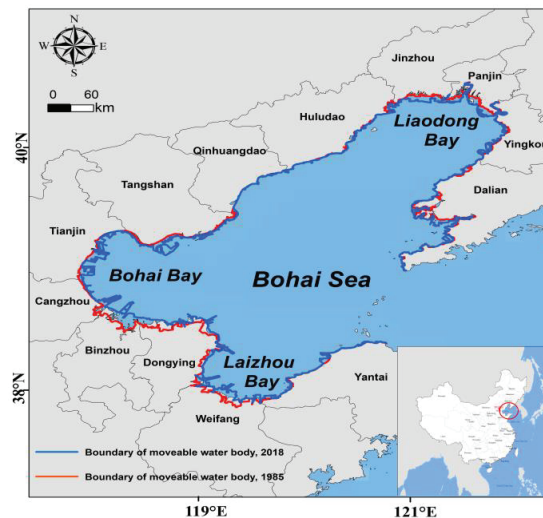 N
W E
S
0 60
km
Jinzhou
Panjin
Huludao
Liaodong
Bay
Yingkou
40°N
Qinhuangdao
Dalian
Tangshan
Tianjin
Bohai Bay
Bohai Sea
Cangzhou
Binzhou
Dongying
Laizhou
Bay
Yantai
38°N
Weifang
Boundary of moveable water body, 2018
Boundary of moveable water body, 1985
119°E
121°E